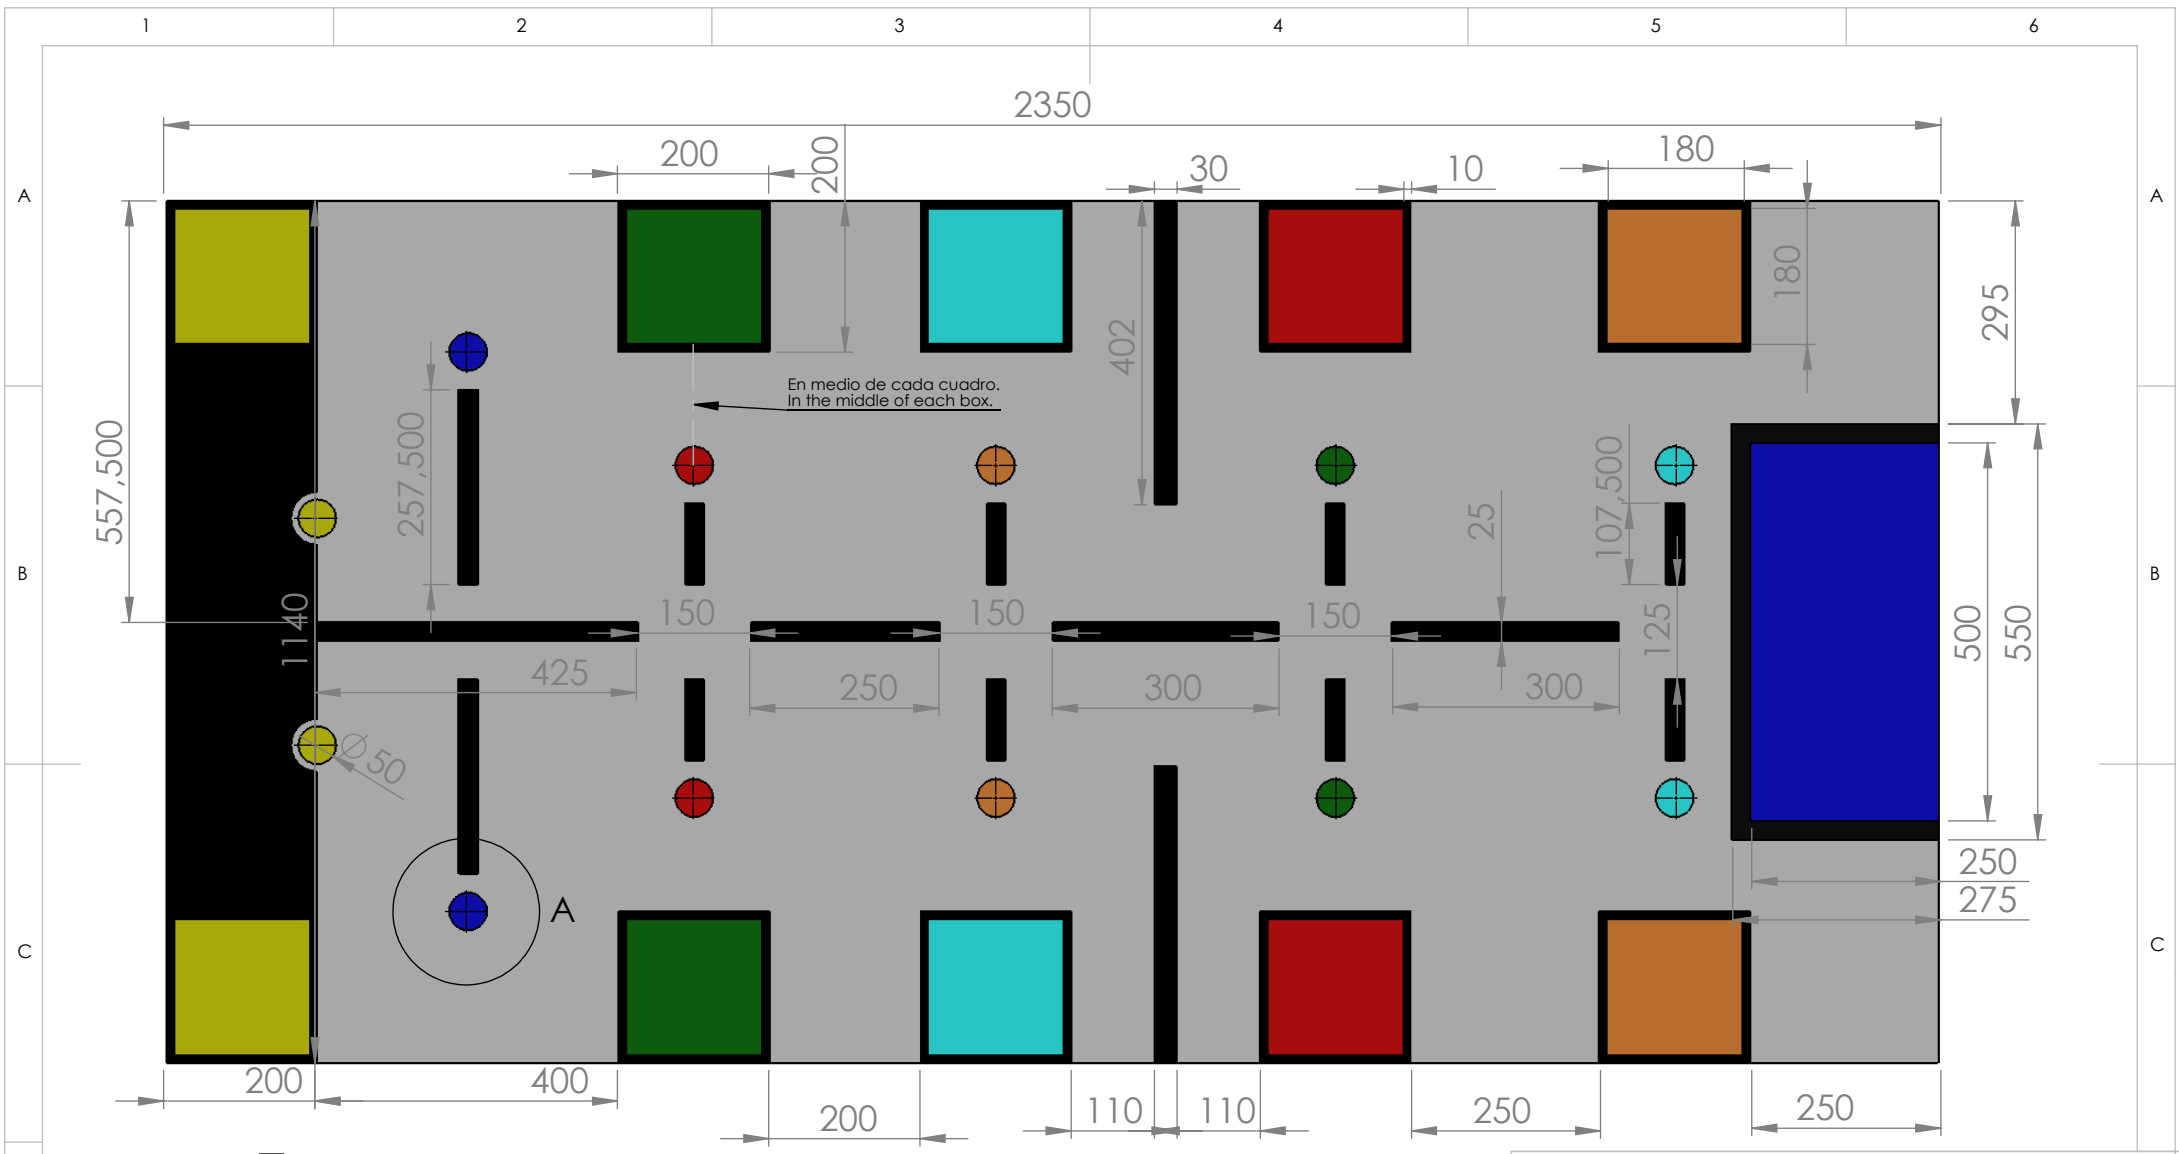 1 2 3 4 5 6
2350
200 200 30 10 180
A A
180
295
402
En medio de cada cuadro.
In the middle of each box.
557,500
257,500
107,500
25
B B
1140
150 150 150
125
500
550
425 250 300 300
Ø50
250
275
A
C C
200 400 200 110 110 250 250